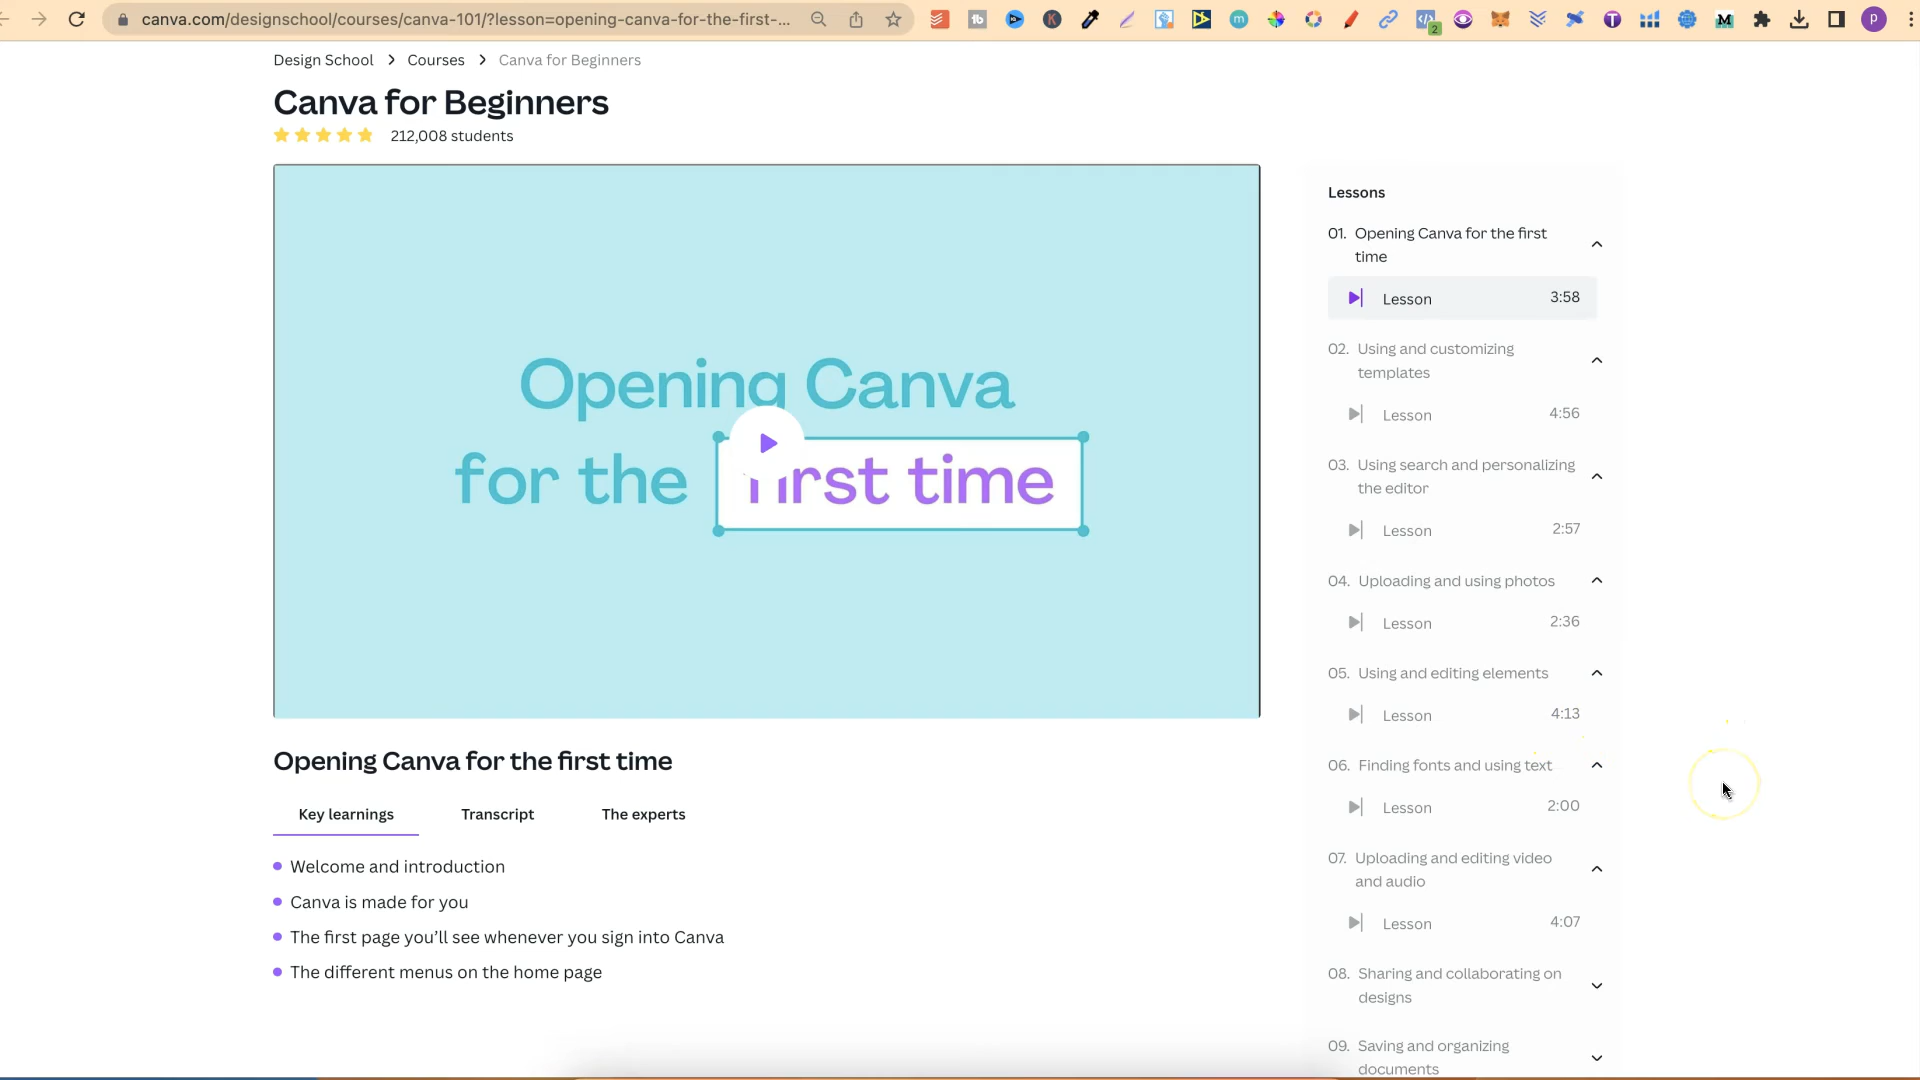 canva.com/designschool/courses/canva-101/?lesson=opening-canva-for-the-first-...
Design School > Courses > Canva for Beginners
Canva for Beginners
212,008 students
Opening Canva
for the first time
Opening Canva for the first time
Key learnings Transcript The experts
Welcome and introduction
Canva is made for you
The first page you'll see whenever you sign into Canva
The different menus on the home page
Lessons
01. Opening Canva for the first
time
Lesson 3:58
02. Using and customizing
templates
Lesson 4:56
03. Using search and personalizing
the editor
Lesson 2:57
04. Uploading and using photos
Lesson 2:36
05. Using and editing elements
Lesson 4:13
06. Finding fonts and using text
Lesson 2:00
07. Uploading and editing video
and audio
Lesson 4:07
08. Sharing and collaborating on
designs
09. Saving and organizing
documents